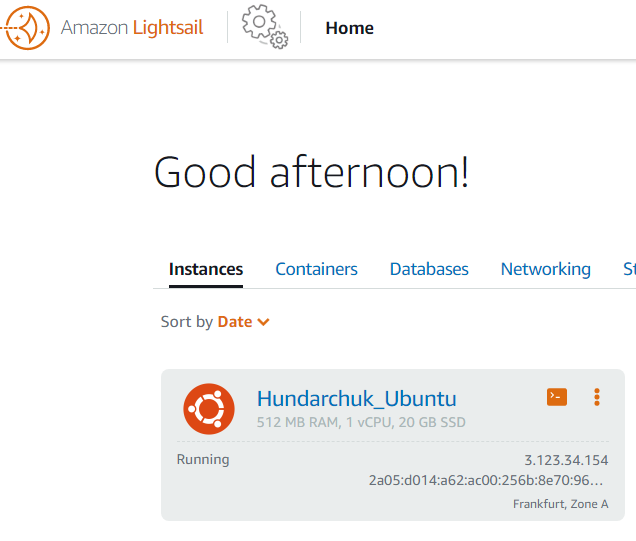 Amazon Lightsail
Home
Good afternoon!
Instances Containers Databases Networking
Sort by Date
Hundarchuk_Ubuntu
512 MB RAM, 1 vCPU, 20 GB SSD
Running
3.123.34.154
2a05:d014:a62:ac00:256b:8e70:96...
Frankfurt, Zone A